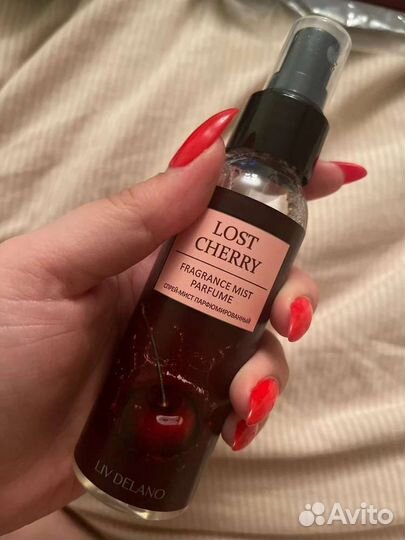 LOST
CHERRY
FRAGRANCE MIST
PARFUME
СПРЕЙ-МИСТ ПАРФЮМИРОВАННЫЙ
LIV DELANO
Avito